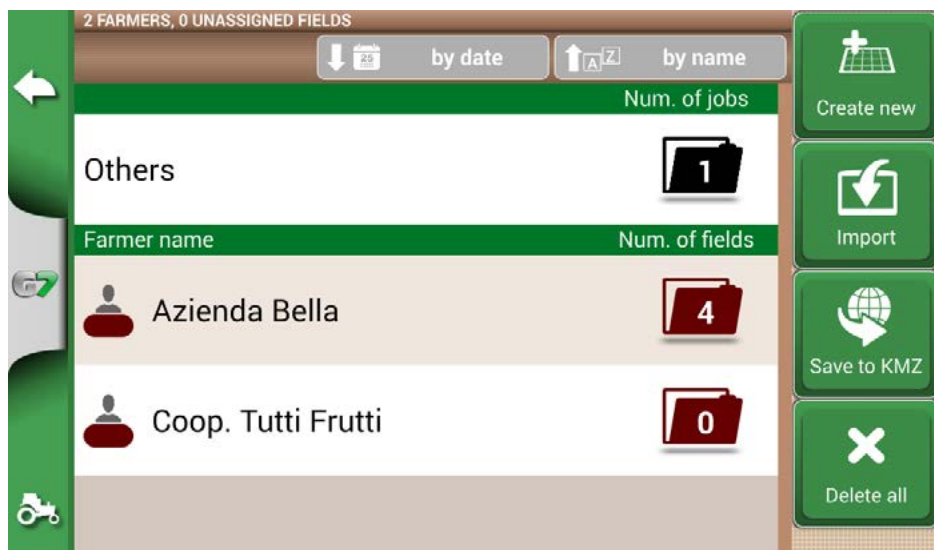 2 FARMERS, 0 UNASSIGNED FIELDS
25 by date
A Z by name
Num. of jobs
Others 1
Farmer name Num. of fields
Azienda Bella 4
Coop. Tutti Frutti 0
G7
Create new
Import
Save to KMZ
Delete all